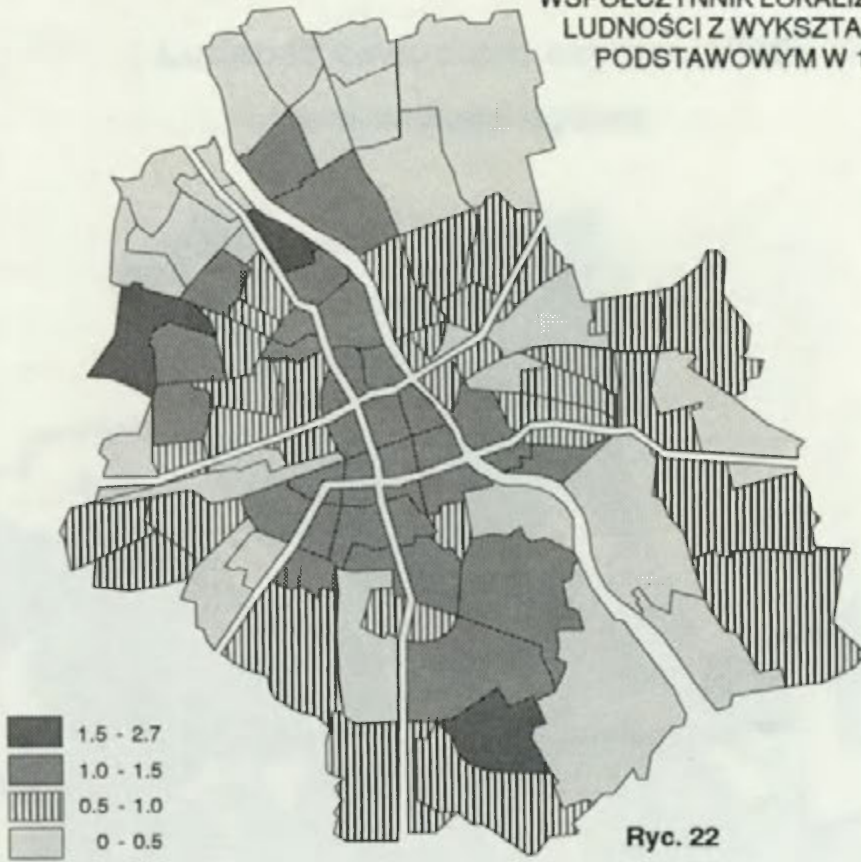 LUDNOŚCI Z
PODSTAWOWYM W
1.5 - 2.7
1.0 - 1.5
0.5 - 1.0
0 - 0.5
Ryc. 22